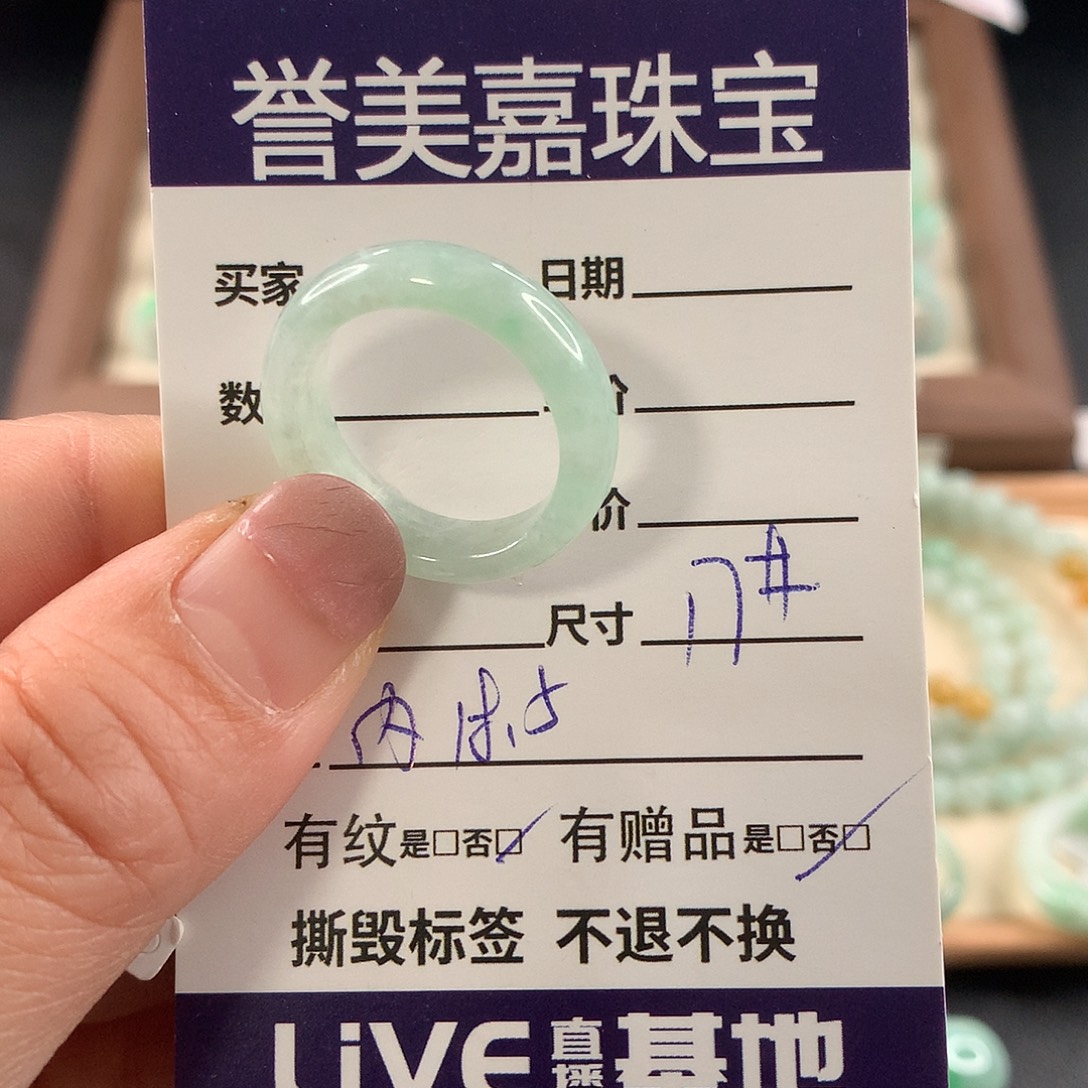 誉美嘉珠宝
买家 日期
数 价
价
尺寸 17#
内 18.5
有纹 是□否□ 有赠品 是□否□
撕毁标签 不退不换
LiVE 直播基地